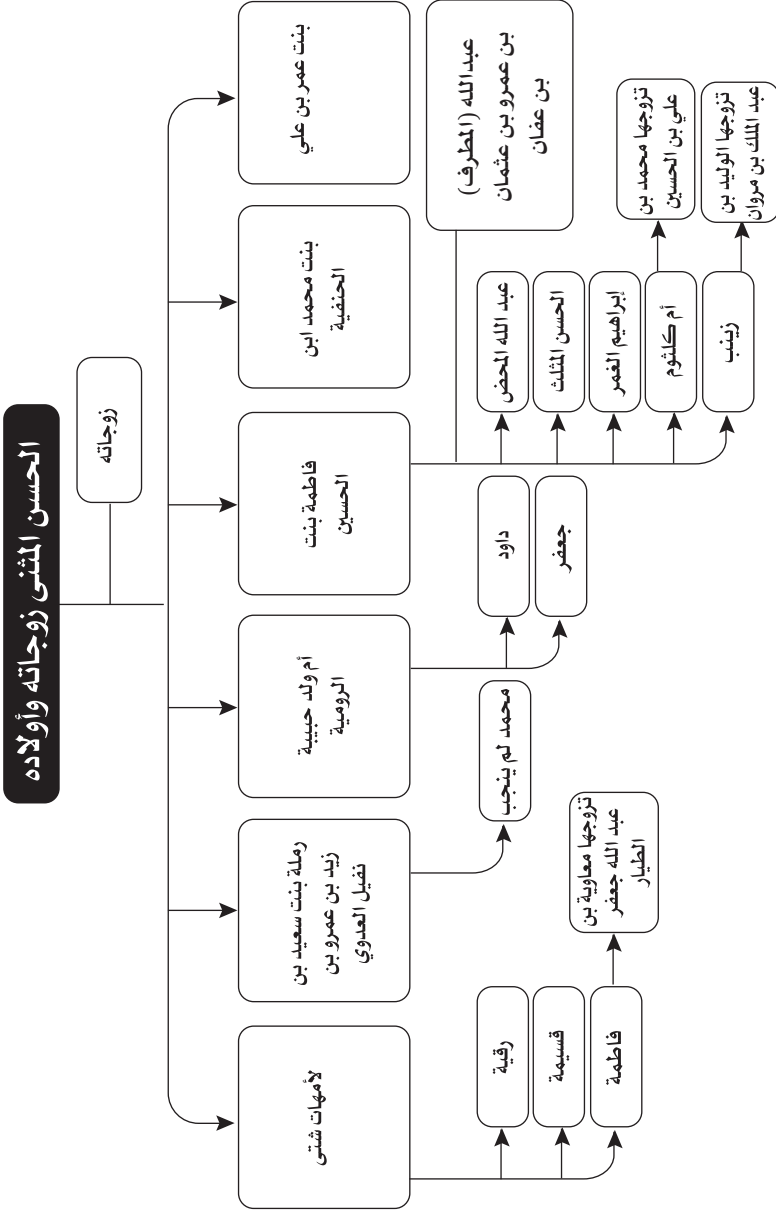 الحسن المثنى زوجاته وأولاده
زوجاته
بنت عمر بن علي
بنت محمد ابن
الحنفية
فاطمة بنت
الحسين
أم ولد حبيبة
الرومية
رملة بنت سعيد بن
زيد بن عمرو بن
نفيل العدوي
لأمهات شتى
عبدالله (المطرف)
بن عمرو بن عثمان
بن عفان
عبد الله المحض
الحسن المثلث
إبراهيم الغمر
أم كلثوم
زينب
تزوجها محمد بن
علي بن الحسين
تزوجها الوليد بن
عبد الملك بن مروان
داود
جعفر
محمد لم ينجب
رقية
قسيمة
فاطمة
تزوجها معاوية بن
عبد الله جعفر
الطيار